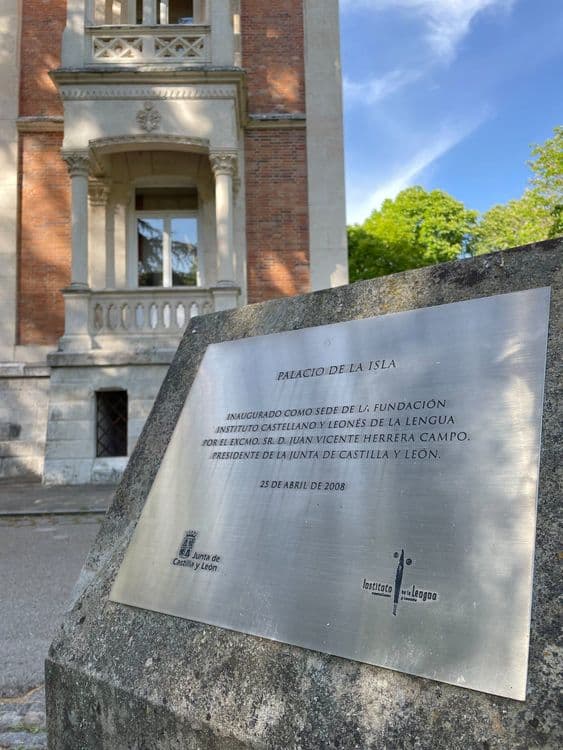 PALACIO DE LA ISLA
INAUGURADO COMO SEDE DE LA FUNDACIÓN
INSTITUTO CASTELLANO Y LEONÉS DE LA LENGUA
POR EL EXCMO. SR. D. JUAN VICENTE HERRERA CAMPO.
PRESIDENTE DE LA JUNTA DE CASTILLA Y LEÓN.
25 DE ABRIL DE 2008
Junta de
Castilla y León
Instituto de la Lengua
castellano y leonés